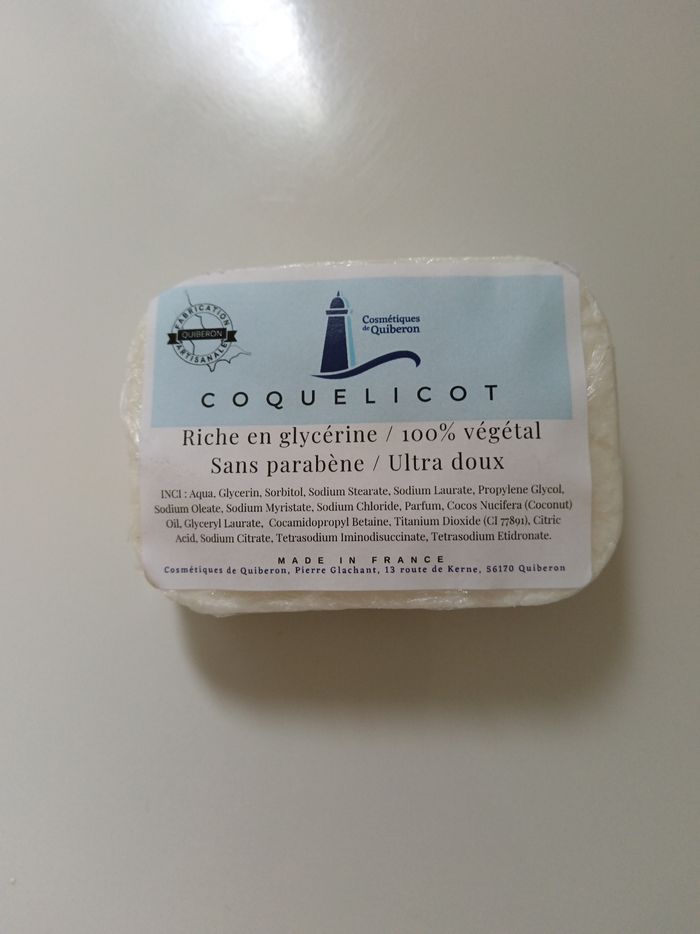 FABRICATION
QUIBERON
ARTISANALE
Cosmétiques
de Quiberon
COQUELICOT
Riche en glycérine / 100% végétal
Sans parabène / Ultra doux
INCI : Aqua, Glycerin, Sorbitol, Sodium Stearate, Sodium Laurate, Propylene Glycol,
Sodium Oleate, Sodium Myristate, Sodium Chloride, Parfum, Cocos Nucifera (Coconut)
Oil, Glyceryl Laurate, Cocamidopropyl Betaine, Titanium Dioxide (CI 77891), Citric
Acid, Sodium Citrate, Tetrasodium Iminodisuccinate, Tetrasodium Etidronate.
MADE IN FRANCE
Cosmétiques de Quiberon, Pierre Glachant, 13 route de Kerne, 56170 Quiberon